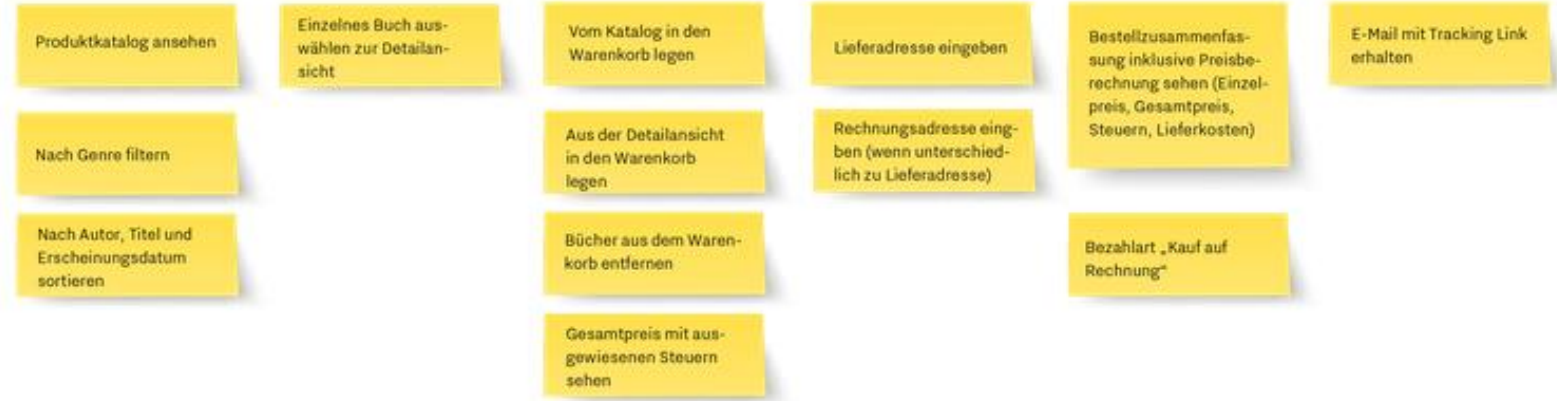 Produktkatalog ansehen
Nach Genre filtern
Nach Autor, Titel und
Erscheinungsdatum
sortieren
Einzelnes Buch aus-
wählen zur Detailan-
sicht
Vom Katalog in den
Warenkorb legen
Aus der Detailansicht
in den Warenkorb
legen
Bücher aus dem Waren-
korb entfernen
Gesamtpreis mit aus-
gewiesenen Steuern
sehen
Lieferadresse eingeben
Rechnungsadresse eing-
ben (wenn unterschied-
lich zu Lieferadresse)
Bestellzusammenfas-
sung inklusive Preisbe-
rechnung sehen (Einzel-
preis, Gesamtpreis,
Steuern, Lieferkosten)
Bezahlart „Kauf auf
Rechnung“
E-Mail mit Tracking Link
erhalten